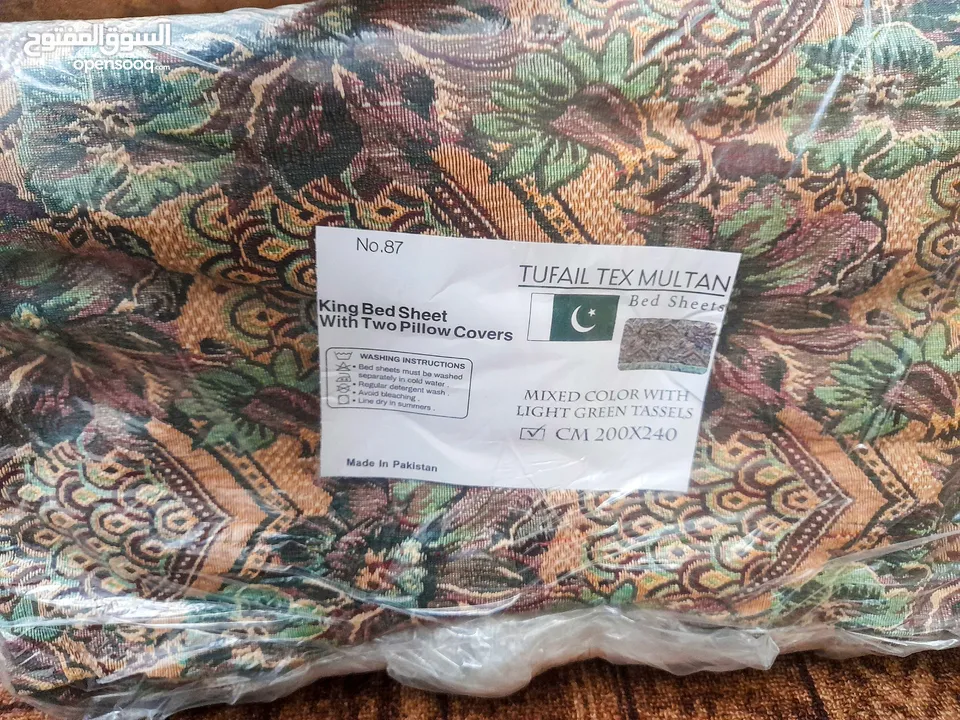 السوق المفتوح
opensooq.com
No.87
TUFAIL TEX MULTAN
Bed Sheets
King Bed Sheet
With Two Pillow Covers
WASHING INSTRUCTIONS
• Bed sheets must be washed
separately in cold water .
• Regular detergent wash .
• Avoid bleaching .
• Line dry in summers .
MIXED COLOR WITH
LIGHT GREEN TASSELS
CM 200X240
Made In Pakistan